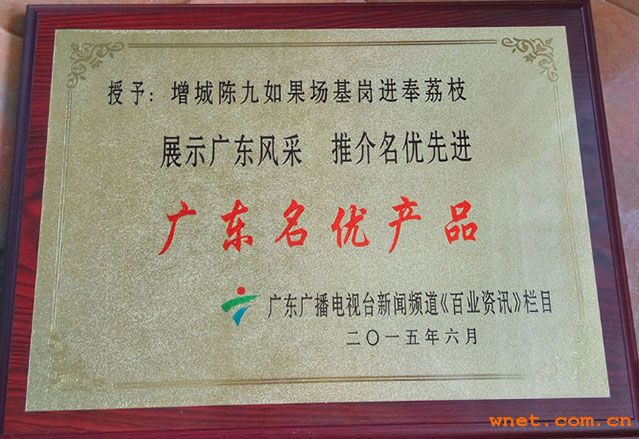 授予：增城陈九如果场基岗进奉荔枝
展示广东风采 推介名优先进
广东名优产品
广东广播电视台新闻频道《百业资讯》栏目
二〇一五年六月
wnet.com.cn